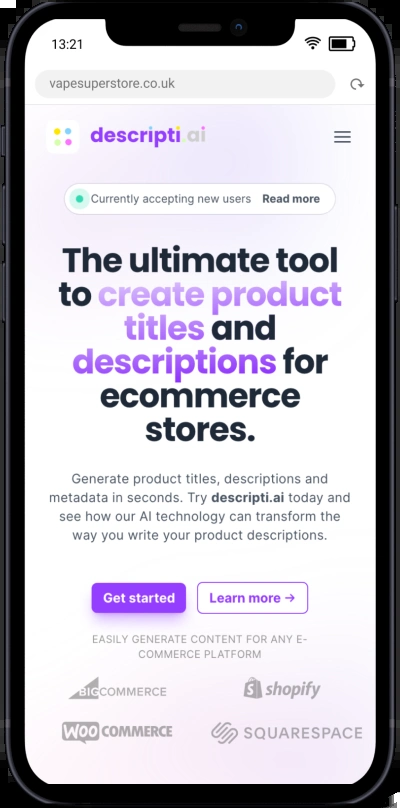 13:21
vapesuperstore.co.uk
descripti.ai
Currently accepting new users Read more
The ultimate tool
to create product
titles and
descriptions for
ecommerce
stores.
Generate product titles, descriptions and
metadata in seconds. Try descripti.ai today and
see how our AI technology can transform the
way you write your product descriptions.
Get started Learn more →
EASILY GENERATE CONTENT FOR ANY E-
COMMERCE PLATFORM
BIGCOMMERCE shopify
WOO COMMERCE SQUARESPACE